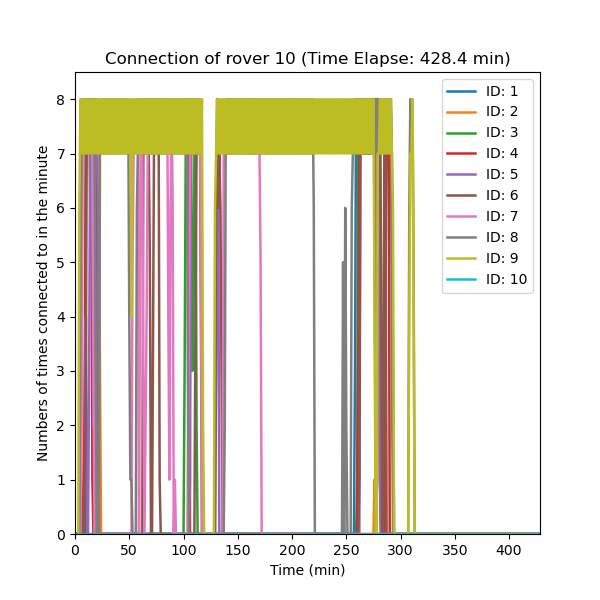 Connection of rover 10 (Time Elapse: 428.4 min)
8
7
6
5
4
3
2
1
0
Numbers of times connected to in the minute
ID: 1
ID: 2
ID: 3
ID: 4
ID: 5
ID: 6
ID: 7
ID: 8
ID: 9
ID: 10
0 50 100 150 200 250 300 350 400
Time (min)